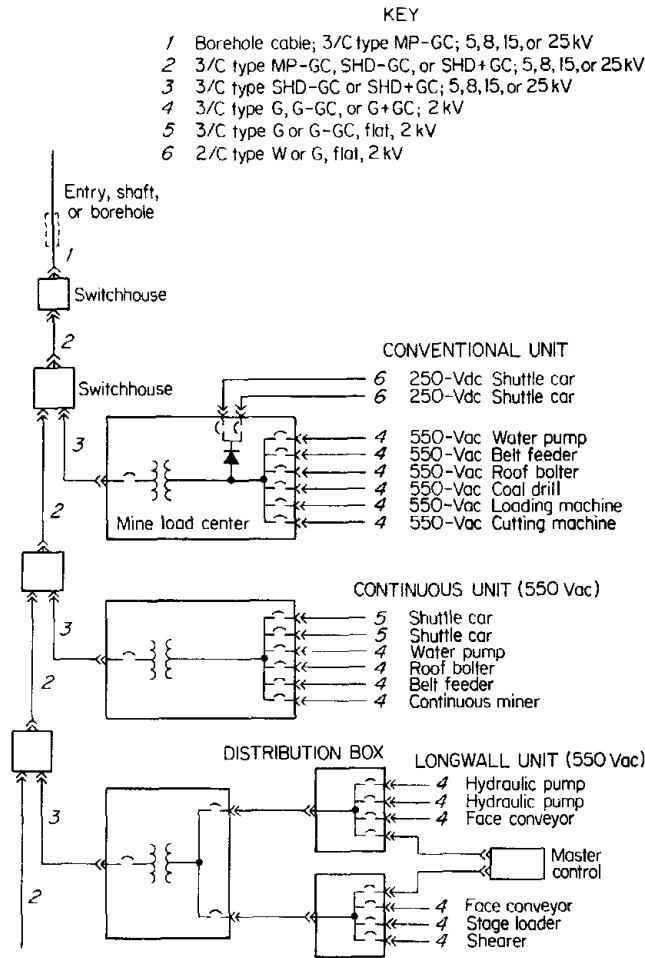 KEY
1 Borehole cable; 3/C type MP-GC; 5,8,15, or 25 kV
2 3/C type MP-GC, SHD-GC, or SHD+GC; 5,8,15, or 25 kV
3 3/C type SHD-GC or SHD+GC; 5,8,15, or 25 kV
4 3/C type G, G-GC, or G+GC; 2 kV
5 3/C type G or G-GC, flat, 2 kV
6 2/C type W or G, flat, 2 kV
Entry, shaft,
or borehole
1
Switchhouse
2
Switchhouse
CONVENTIONAL UNIT
6 250-Vdc Shuttle car
6 250-Vdc Shuttle car
3
4 550-Vac Water pump
4 550-Vac Belt feeder
4 550-Vac Roof bolter
4 550-Vac Coal drill
4 550-Vac Loading machine
4 550-Vac Cutting machine
Mine load center
2
CONTINUOUS UNIT (550 Vac)
3
5 Shuttle car
5 Shuttle car
4 Water pump
4 Roof bolter
4 Belt feeder
4 Continuous miner
2
DISTRIBUTION BOX
LONGWALL UNIT (550 Vac)
3
4 Hydraulic pump
4 Hydraulic pump
4 Face conveyor
Master
control
2
4 Face conveyor
4 Stage loader
4 Shearer